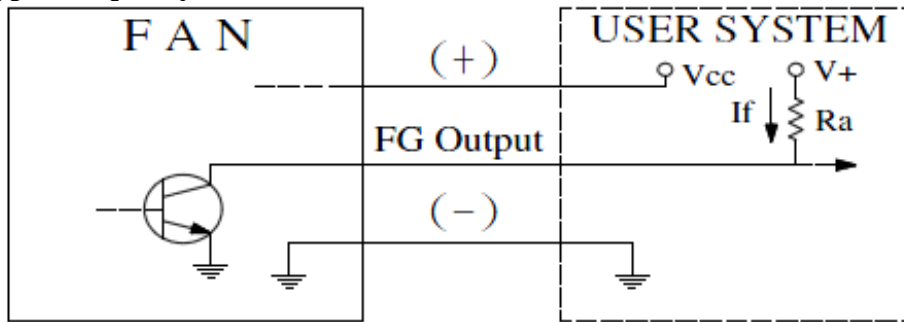 F A N
USER SYSTEM
(+)
Vcc
V+
If
Ra
FG Output
(−)